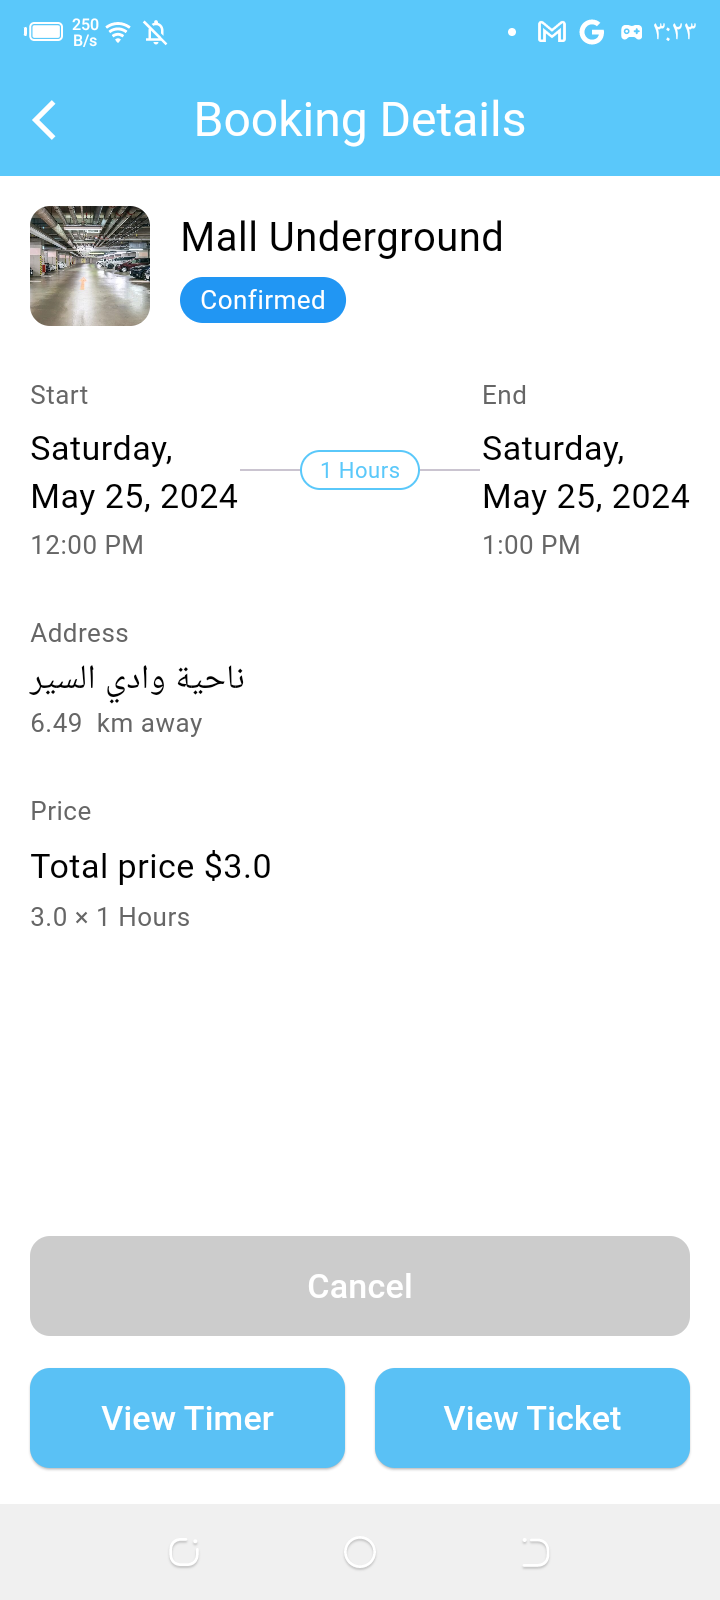 250
B/s
٣:٢٣
Booking Details
Mall Underground
Confirmed
Start
End
Saturday,
May 25, 2024
1 Hours
Saturday,
May 25, 2024
12:00 PM
1:00 PM
Address
ناحية وادي السير
6.49  km away
Price
Total price $3.0
3.0 × 1 Hours
Cancel
View Timer
View Ticket